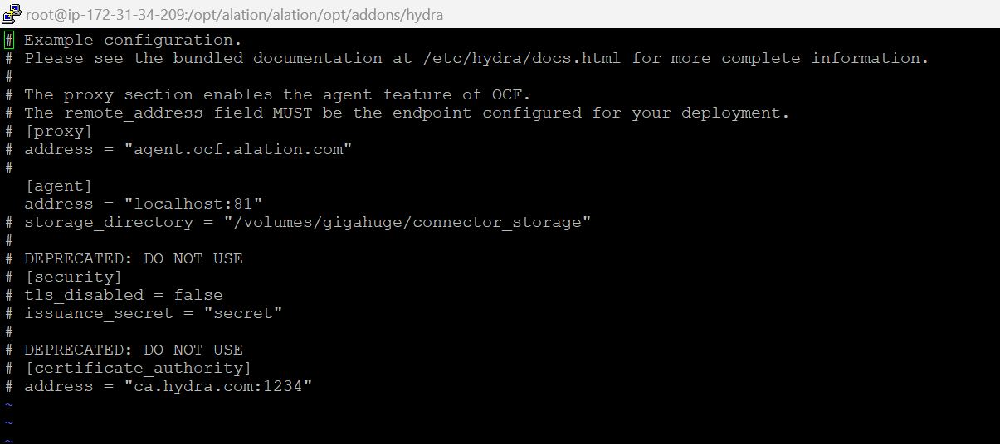 root@ip-172-31-34-209:/opt/alation/alation/opt/addons/hydra
# Example configuration.
# Please see the bundled documentation at /etc/hydra/docs.html for more complete information.
#
# The proxy section enables the agent feature of OCF.
# The remote_address field MUST be the endpoint configured for your deployment.
# [proxy]
# address = "agent.ocf.alation.com"
#
  [agent]
  address = "localhost:81"
# storage_directory = "/volumes/gigahuge/connector_storage"
#
# DEPRECATED: DO NOT USE
# [security]
# tls_disabled = false
# issuance_secret = "secret"
#
# DEPRECATED: DO NOT USE
# [certificate_authority]
# address = "ca.hydra.com:1234"
~
~
~